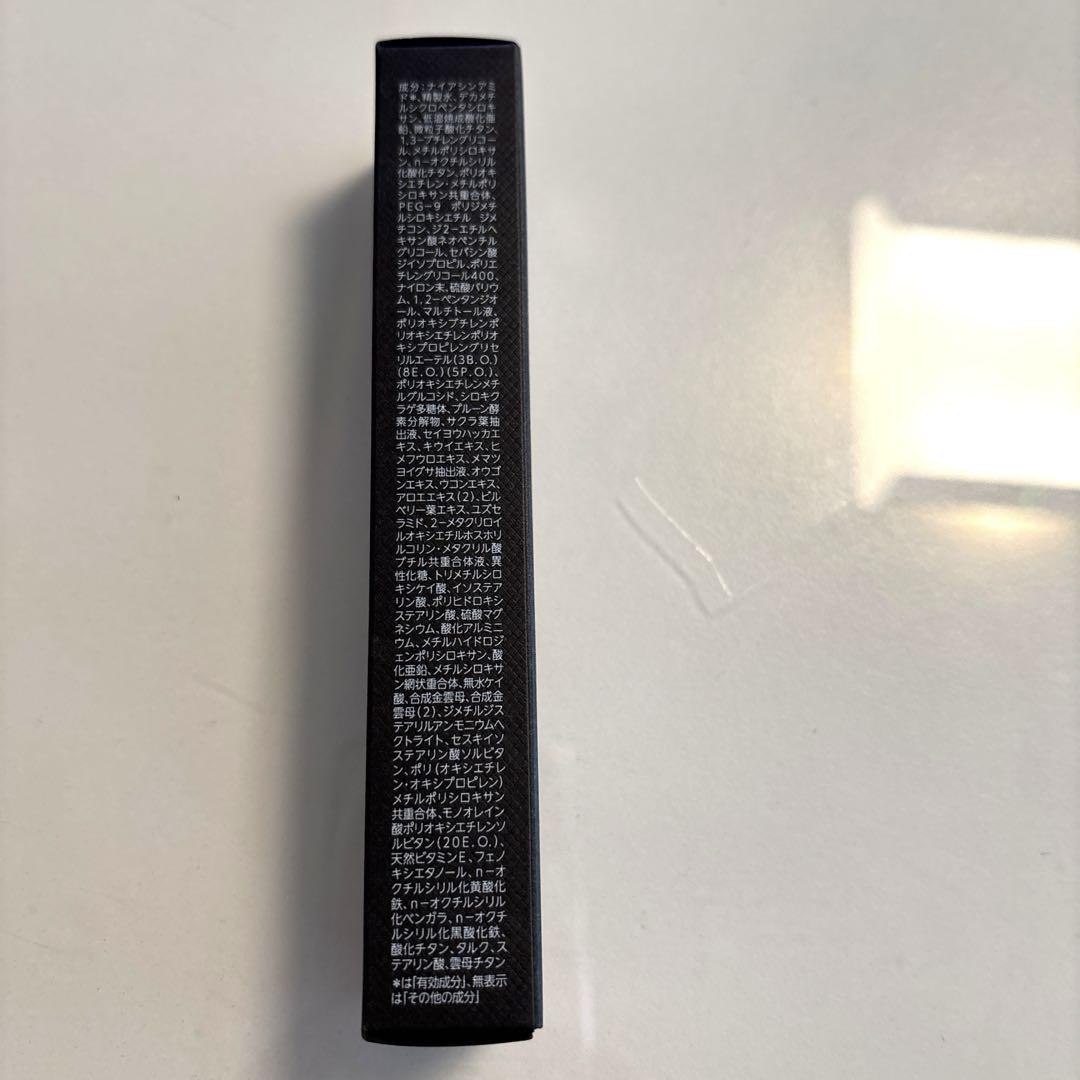 成分:ナイアシンアミ
ド*、精製水、デカメチ
ルシクロペンタシロキ
サン、低温焼成酸化亜
鉛、微粒子酸化チタン、
1,3-ブチレングリコー
ル、メチルポリシロキサ
ン、n-オクチルシリル
化酸化チタン、ポリオキ
シエチレン・メチルポリ
シロキサン共重合体、
PEG-9 ポリジメチ
ルシロキシエチル ジメ
チコン、ジ2-エチルヘ
キサン酸ネオペンチル
グリコール、セバシン酸
ジイソプロピル、ポリエ
チレングリコール400、
ナイロン末、硫酸バリウ
ム、1,2-ペンタンジオ
ール、マルチトール液、
ポリオキシブチレンポ
リオキシエチレンポリオ
キシプロピレングリセ
リルエーテル(3B.O.)
(8E.O.)(5P.O.)、
ポリオキシエチレンメチ
ルグルコシド、シロキク
ラゲ多糖体、プルーン酵
素分解物、サクラ葉抽
出液、セイヨウハッカエ
キス、キウイエキス、ヒ
メフウロエキス、メマツ
ヨイグサ抽出液、オウゴ
ンエキス、ウコンエキス、
アロエエキス(2)、ビル
ベリー葉エキス、ユズセ
ラミド、2-メタクリロイ
ルオキシエチルホスホリ
ルコリン・メタクリル酸
ブチル共重合体液、異
性化糖、トリメチルシロ
キシケイ酸、イソステア
リン酸、ポリヒドロキシ
ステアリン酸、硫酸マグ
ネシウム、酸化アルミニ
ウム、メチルハイドロジ
ェンポリシロキサン、酸
化亜鉛、メチルシロキサ
ン網状重合体、無水ケイ
酸、合成金雲母、合成金
雲母(2)、ジメチルジス
テアリルアンモニウムヘ
クトライト、セスキイソ
ステアリン酸ソルビタ
ン、ポリ(オキシエチレ
ン・オキシプロピレン)
メチルポリシロキサン
共重合体、モノオレイン
酸ポリオキシエチレンソ
ルビタン(20E.O.)、
天然ビタミンE、フェノ
キシエタノール、n-オ
クチルシリル化黄酸化
鉄、n-オクチルシリル
化ベンガラ、n-オクチ
ルシリル化黒酸化鉄、
酸化チタン、タルク、ス
テアリン酸、雲母チタン
*は「有効成分」、無表示
は「その他の成分」